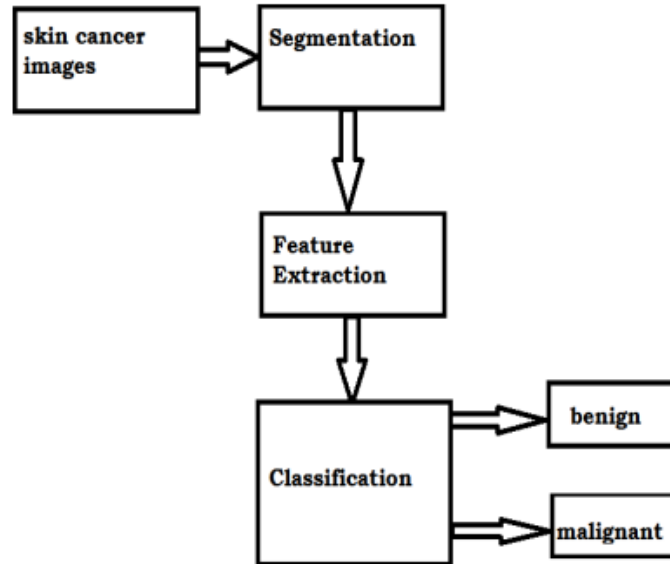 skin cancer
images
Segmentation
Feature
Extraction
Classification
benign
malignant